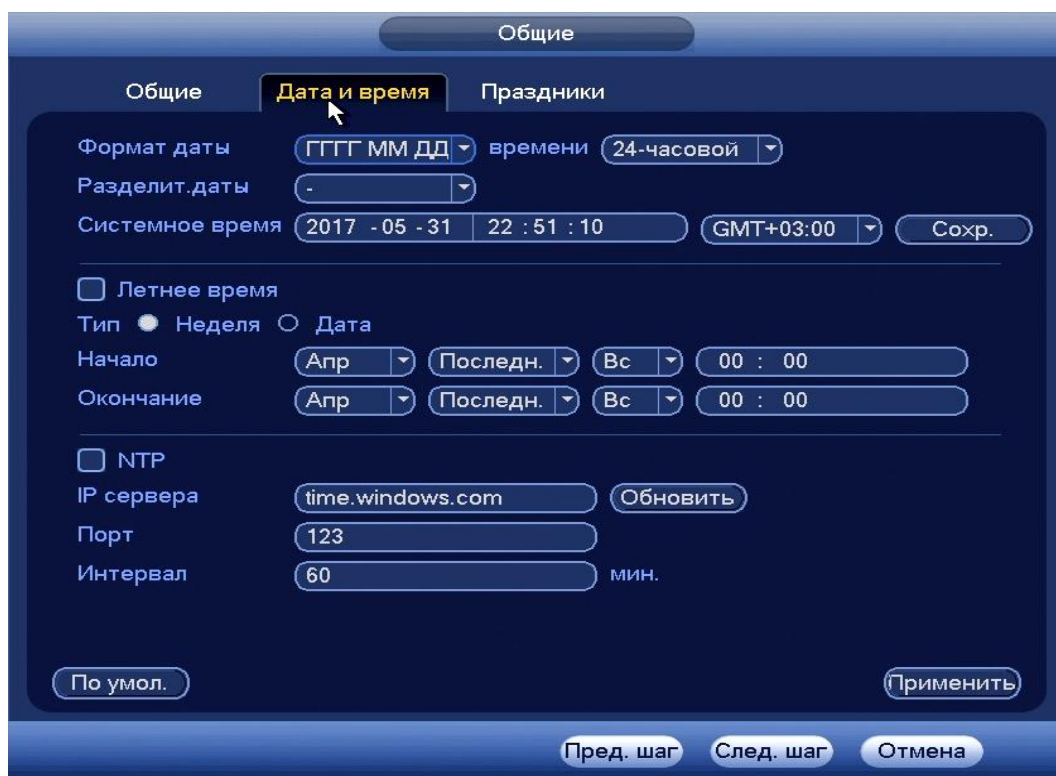 Общие
Общие Дата и время Праздники
Формат даты ГГГГ ММ ДД времени 24-часовой
Разделит.даты -
Системное время 2017 - 05 - 31 22 : 51 : 10 GMT+03:00 Сохр.
Летнее время
Тип Неделя Дата
Начало Апр Последн. Вс 00 : 00
Окончание Апр Последн. Вс 00 : 00
NTP
IP сервера time.windows.com Обновить
Порт 123
Интервал 60 мин.
По умол. Применить
Пред. шаг След. шаг Отмена